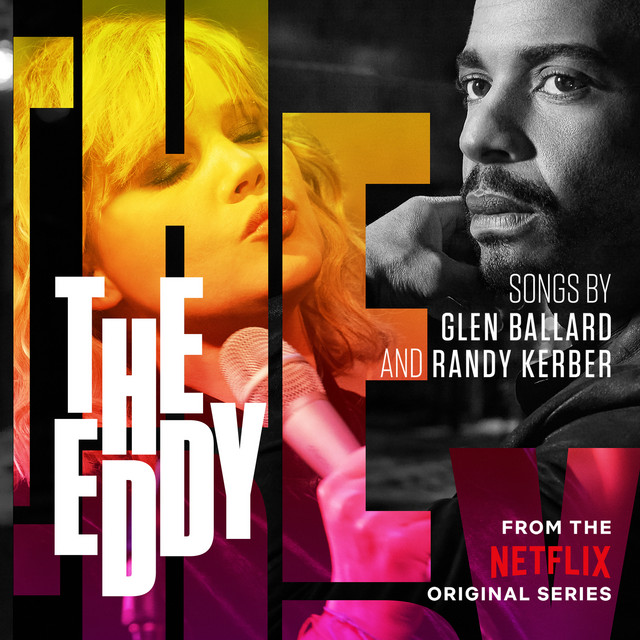 THE
EDDY
SONGS BY
GLEN BALLARD
AND RANDY KERBER
FROM THE
NETFLIX
ORIGINAL SERIES